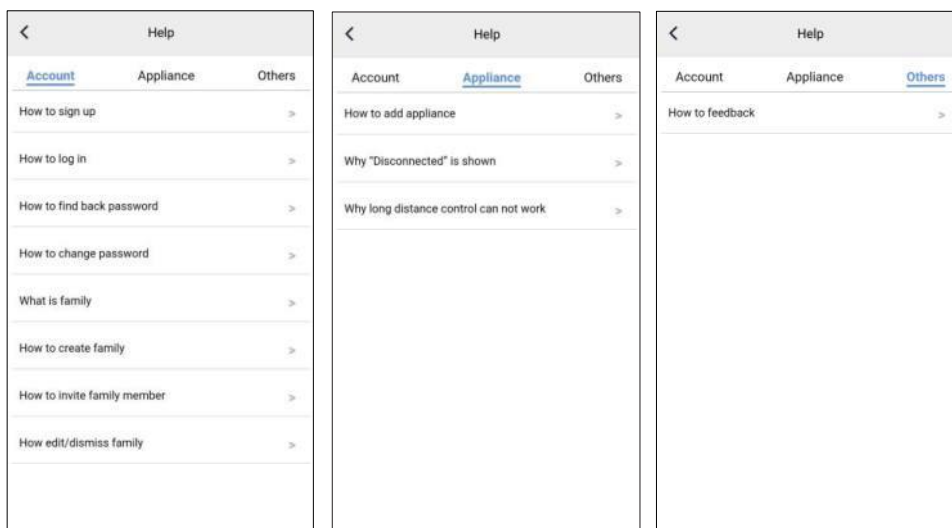 Help
Account Appliance Others
How to sign up >
How to log in >
How to find back password >
How to change password >
What is family >
How to create family >
How to invite family member >
How edit/dismiss family >
Help
Account Appliance Others
How to add appliance >
Why "Disconnected" is shown >
Why long distance control can not work >
Help
Account Appliance Others
How to feedback >